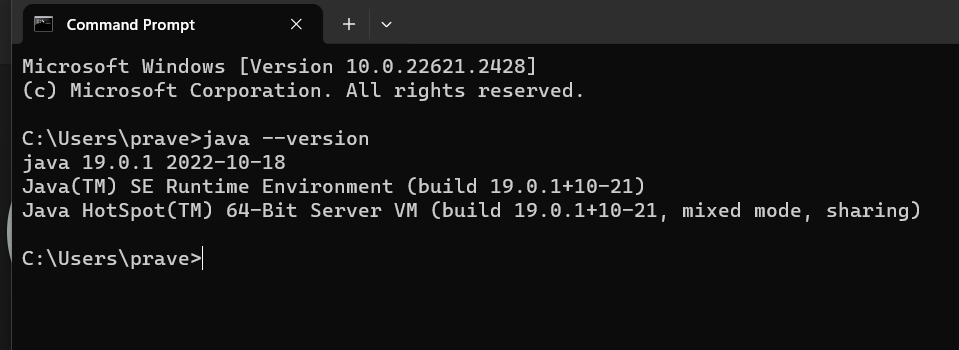 Command Prompt
Microsoft Windows [Version 10.0.22621.2428]
(c) Microsoft Corporation. All rights reserved.
C:\Users\prave>java --version
java 19.0.1 2022-10-18
Java(TM) SE Runtime Environment (build 19.0.1+10-21)
Java HotSpot(TM) 64-Bit Server VM (build 19.0.1+10-21, mixed mode, sharing)
C:\Users\prave>